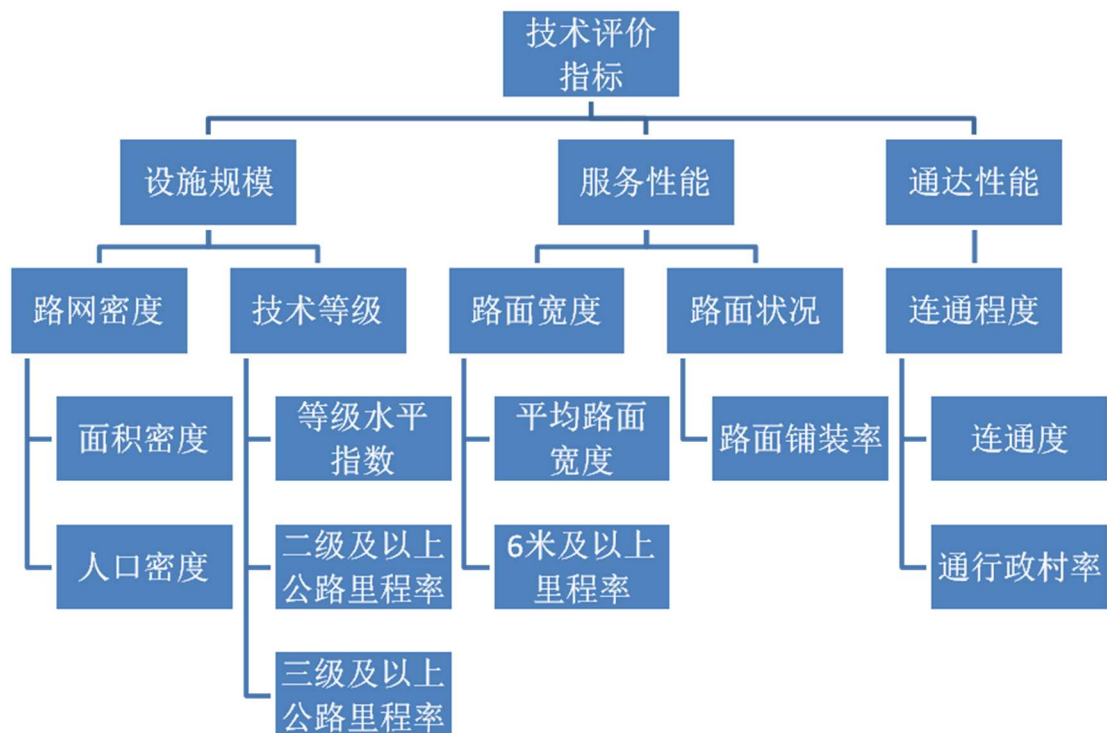 技术评价
指标
设施规模
服务性能
通达性能
路网密度
技术等级
路面宽度
路面状况
连通程度
面积密度
等级水平
指数
平均路面
宽度
路面铺装率
连通度
人口密度
二级及以上
公路里程率
6米及以上
里程率
通行政村率
三级及以上
公路里程率